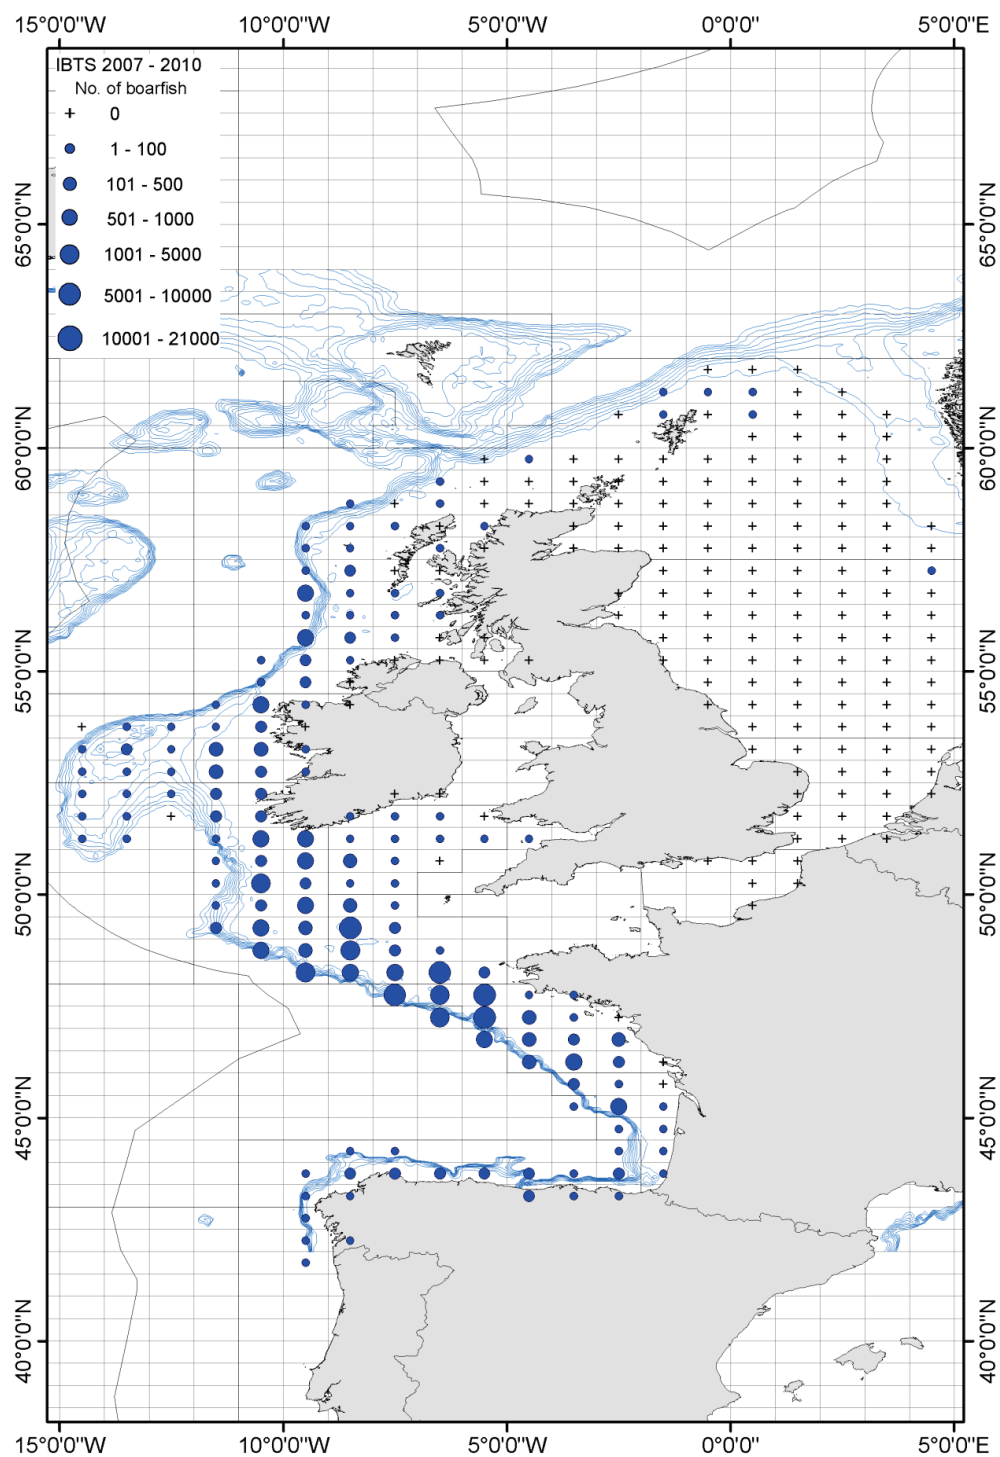 15°0'0"W 10°0'0"W 5°0'0"W 0°0'0" 5°0'0"E
IBTS 2007 - 2010
No. of boarfish
0
1 - 100
101 - 500
501 - 1000
1001 - 5000
5001 - 10000
10001 - 21000
65°0'0"N 65°0'0"N
60°0'0"N 60°0'0"N
55°0'0"N 55°0'0"N
50°0'0"N 50°0'0"N
45°0'0"N 45°0'0"N
40°0'0"N 40°0'0"N
15°0'0"W 10°0'0"W 5°0'0"W 0°0'0" 5°0'0"E